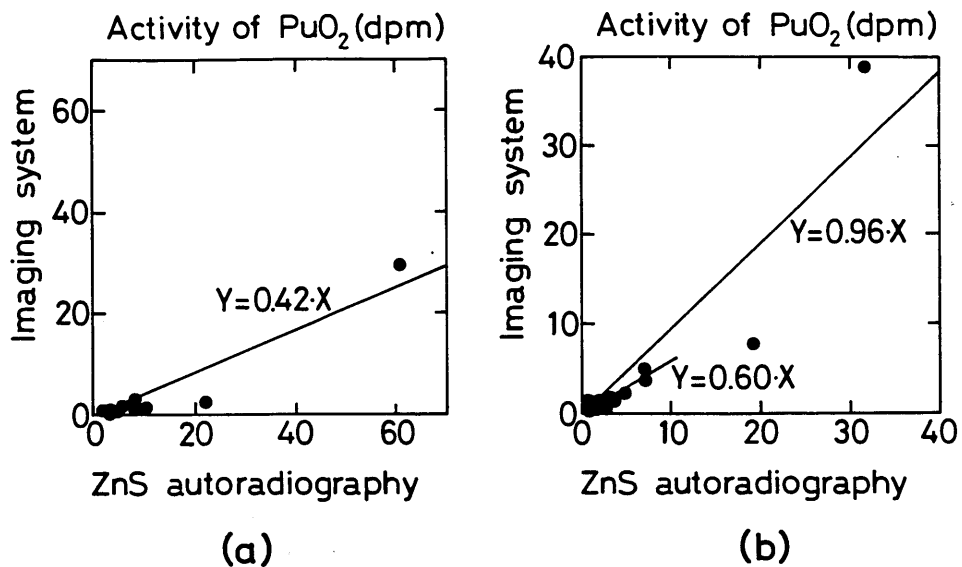 Activity of PuO₂(dpm)
Imaging system
60
40
20
0
Y=0.42·X
0 20 40 60
ZnS autoradiography
(a)
Activity of PuO₂(dpm)
Imaging system
40
30
20
10
0
Y=0.96·X
Y=0.60·X
0 10 20 30 40
ZnS autoradiography
(b)